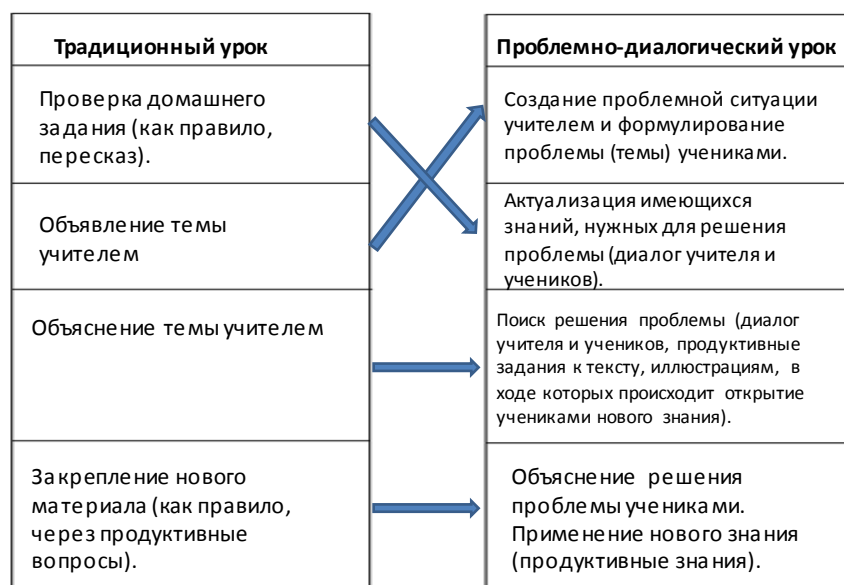 Традиционный урок
Проверка домашнего
задания (как правило,
пересказ).
Объявление темы
учителем
Объяснение темы учителем
Закрепление нового
материала (как правило,
через продуктивные
вопросы).
Проблемно-диалогический урок
Создание проблемной ситуации
учителем и формулирование
проблемы (темы) учениками.
Актуализация имеющихся
знаний, нужных для решения
проблемы (диалог учителя и
учеников).
Поиск решения проблемы (диалог
учителя и учеников, продуктивные
задания к тексту, иллюстрациям, в
ходе которых происходит открытие
учениками нового знания).
Объяснение решения
проблемы учениками.
Применение нового знания
(продуктивные знания).